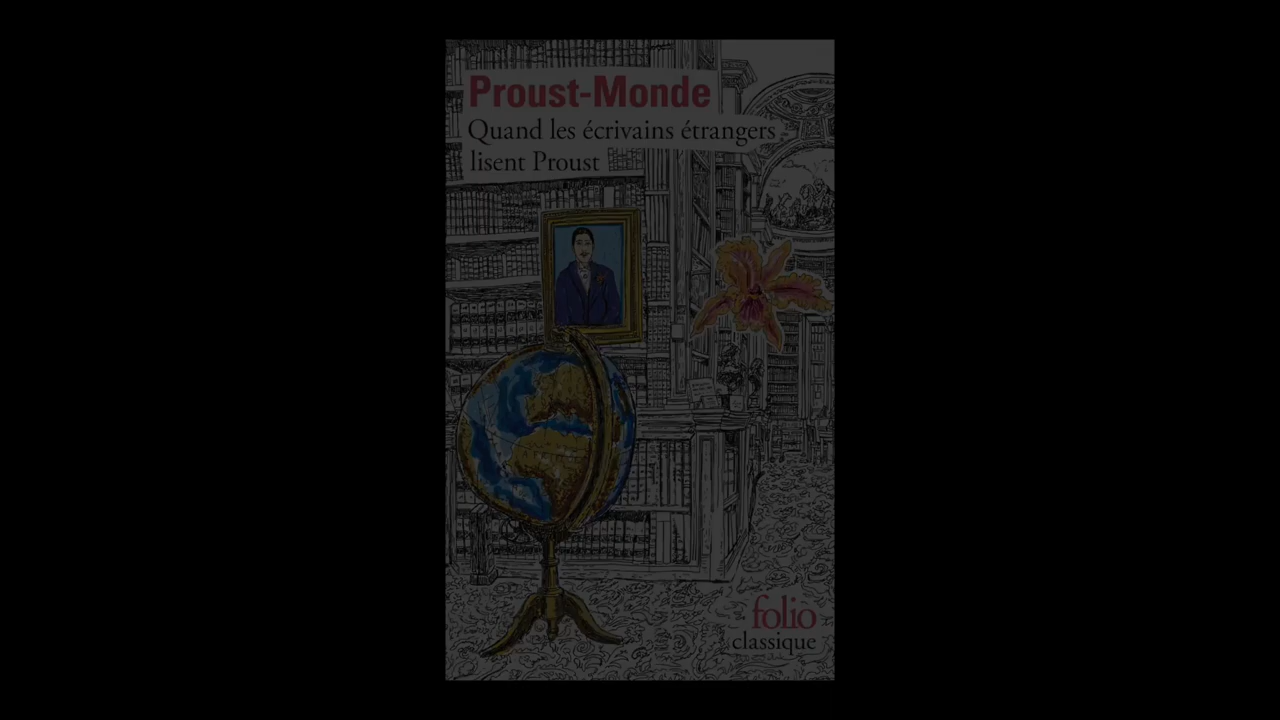 Proust-Monde
Quand les écrivains étrangers
lisent Proust
folio
classique